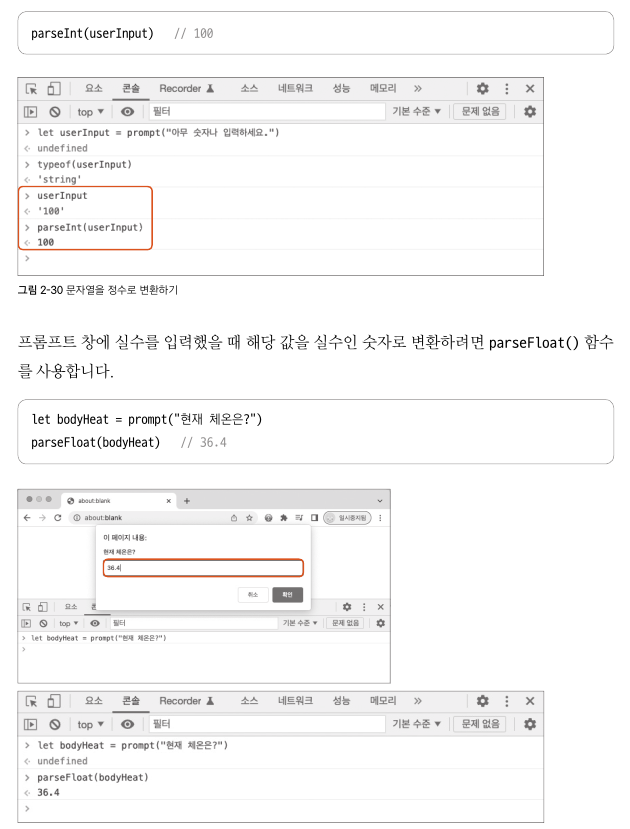 parseInt(userInput) // 100
요소 콘솔 Recorder 소스 네트워크 성능 메모리 »
top ▼ 필터 기본 수준 ▼ 문제 없음
> let userInput = prompt("아무 숫자나 입력하세요.")
<· undefined
> typeof(userInput)
<· 'string'
> userInput
<· '100'
> parseInt(userInput)
<· 100
>
그림 2-30 문자열을 정수로 변환하기
프롬프트 창에 실수를 입력했을 때 해당 값을 실수인 숫자로 변환하려면 parseFloat() 함수
를 사용합니다.
let bodyHeat = prompt("현재 체온은?")
parseFloat(bodyHeat) // 36.4
about:blank × +
about:blank 일시중지됨
이 페이지 내용:
현재 체온은?
36.4
취소 확인
요소 콘
top ▼ 필터 기본 수준 ▼ 문제 없음
> let bodyHeat = prompt("현재 체온은?")
>
요소 콘솔 Recorder 소스 네트워크 성능 메모리 »
top ▼ 필터 기본 수준 ▼ 문제 없음
> let bodyHeat = prompt("현재 체온은?")
<· undefined
> parseFloat(bodyHeat)
<· 36.4
>